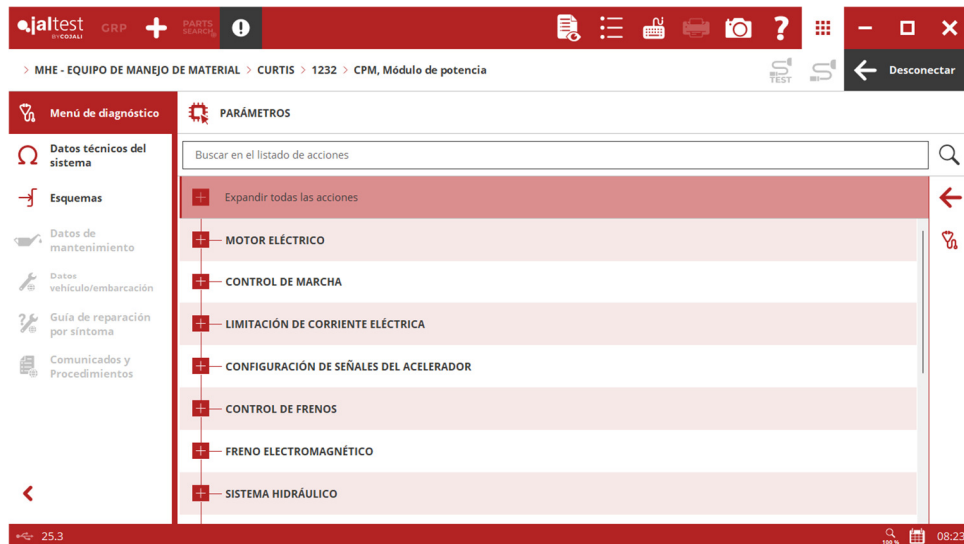 jaltest
BY COJALI
GRP
PARTS
SEARCH
> MHE - EQUIPO DE MANEJO DE MATERIAL > CURTIS > 1232 > CPM, Módulo de potencia
TEST
Desconectar
Menú de diagnóstico
PARÁMETROS
Datos técnicos del
sistema
Buscar en el listado de acciones
Esquemas
Expandir todas las acciones
Datos de
mantenimiento
MOTOR ELÉCTRICO
Datos
vehículo/embarcación
CONTROL DE MARCHA
Guía de reparación
por síntoma
LIMITACIÓN DE CORRIENTE ELÉCTRICA
Comunicados y
Procedimientos
CONFIGURACIÓN DE SEÑALES DEL ACELERADOR
CONTROL DE FRENOS
FRENO ELECTROMAGNÉTICO
SISTEMA HIDRÁULICO
25.3
100 %
08:23